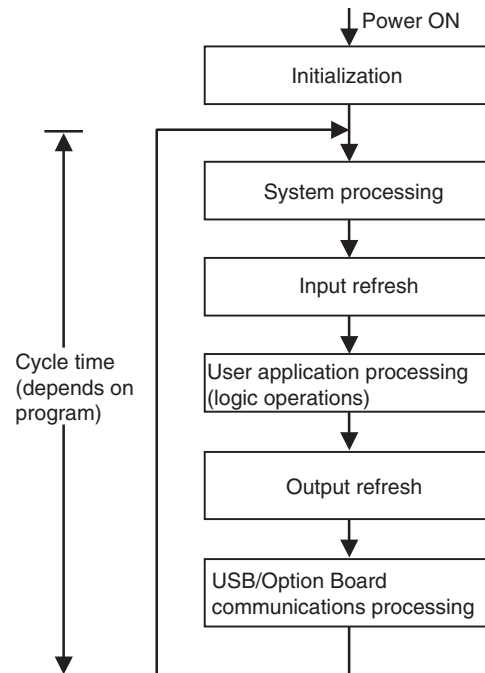 Power ON
Initialization
System processing
Input refresh
Cycle time
(depends on
program)
User application processing
(logic operations)
Output refresh
USB/Option Board
communications processing